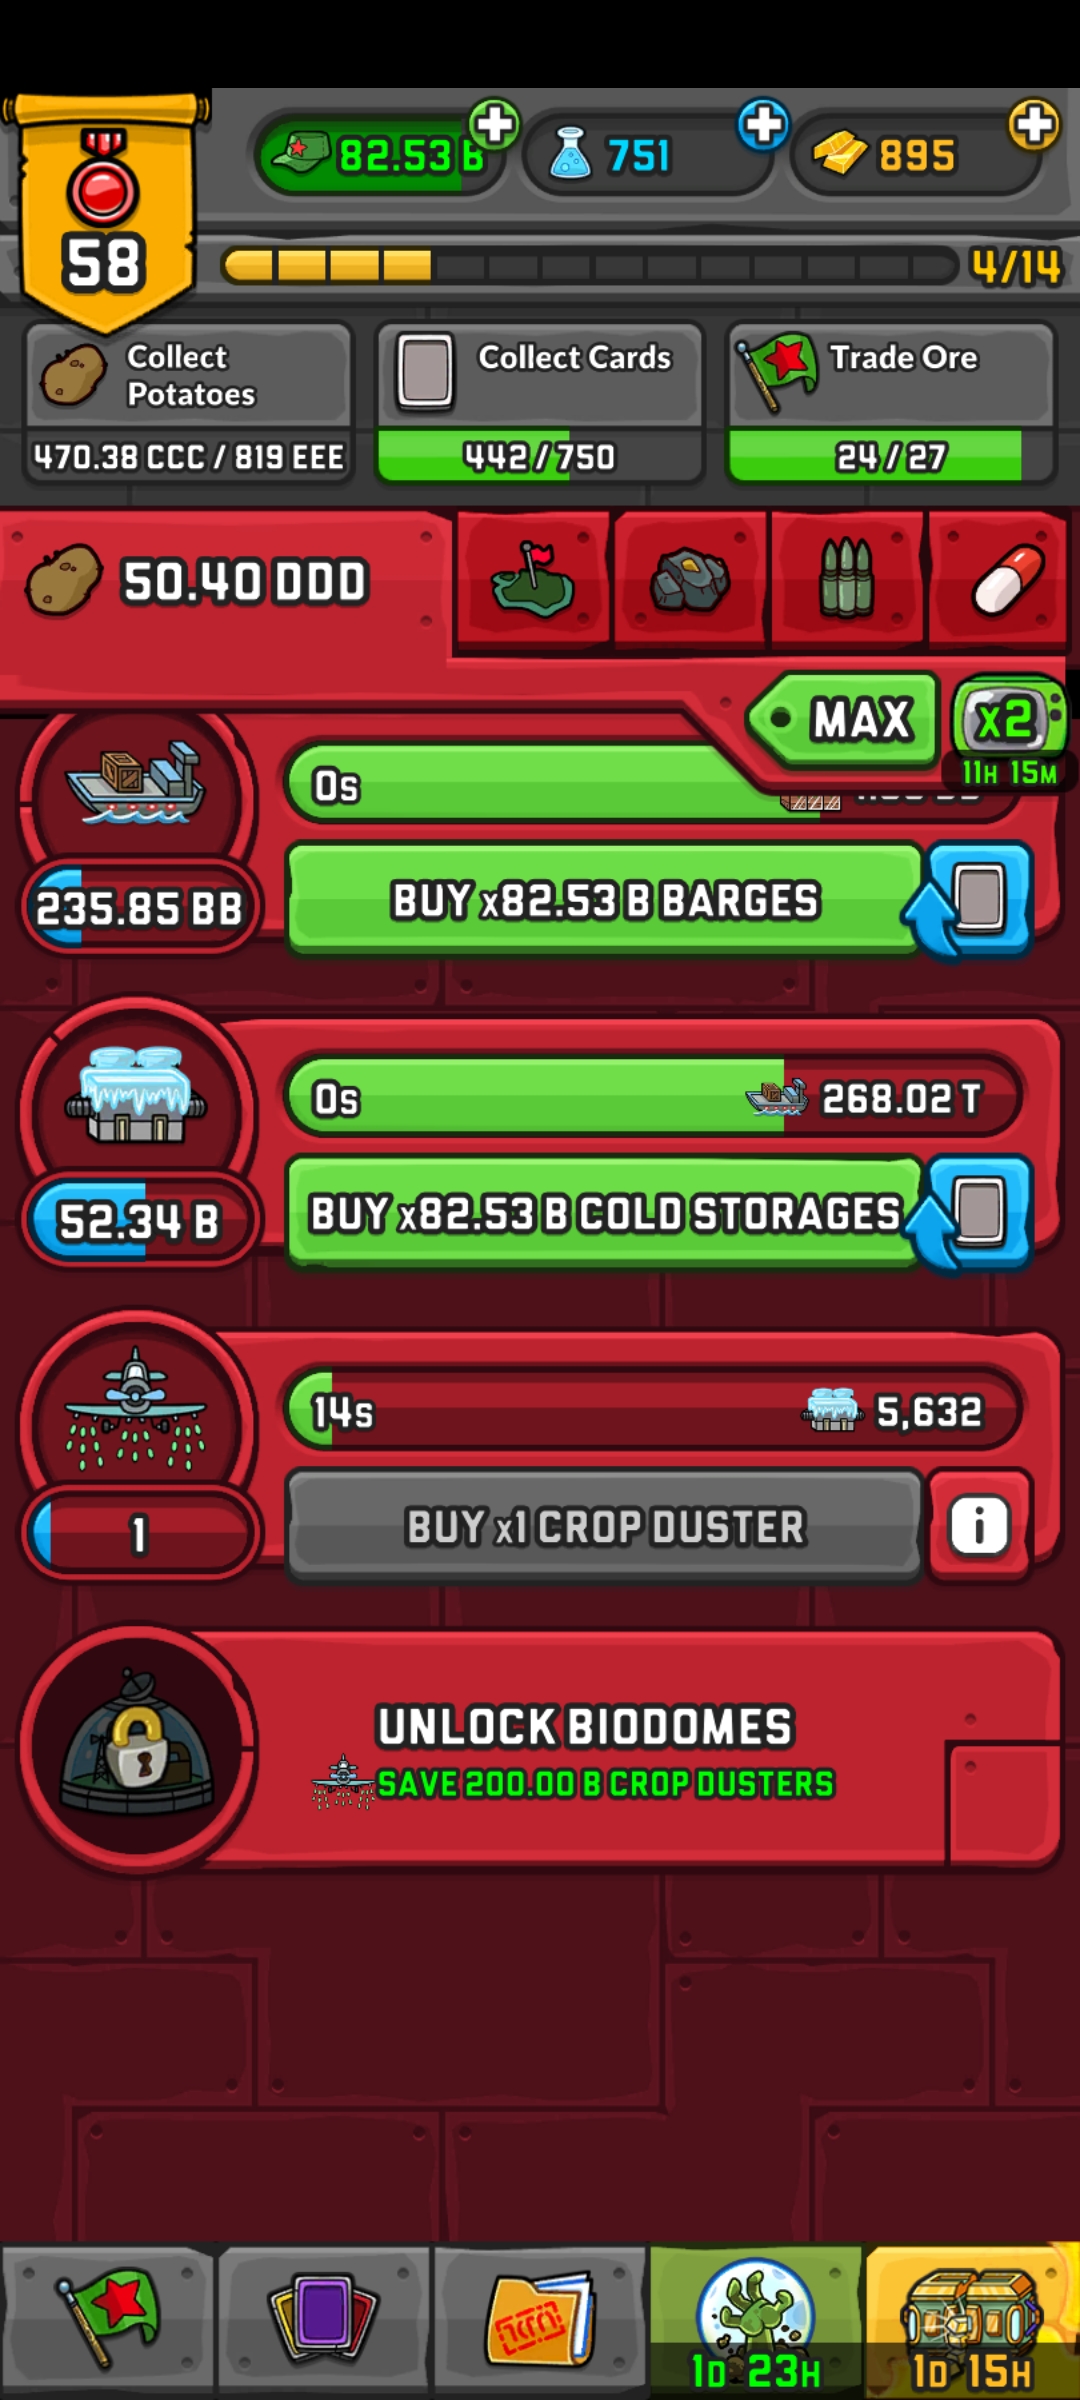 58
82.53 B
751
895
4/14
Collect
Potatoes
470.38 CCC / 819 EEE
Collect Cards
442/750
Trade Ore
24/27
50.40 DDD
MAX
x2
11H 15M
0s
235.85 BB
BUY x82.53 B BARGES
0s
268.02 T
52.34 B
BUY x82.53 B COLD STORAGES
14s
5,632
1
BUY x1 CROP DUSTER
i
UNLOCK BIODOMES
SAVE 200.00 B CROP DUSTERS
1D 23H
1D 15H